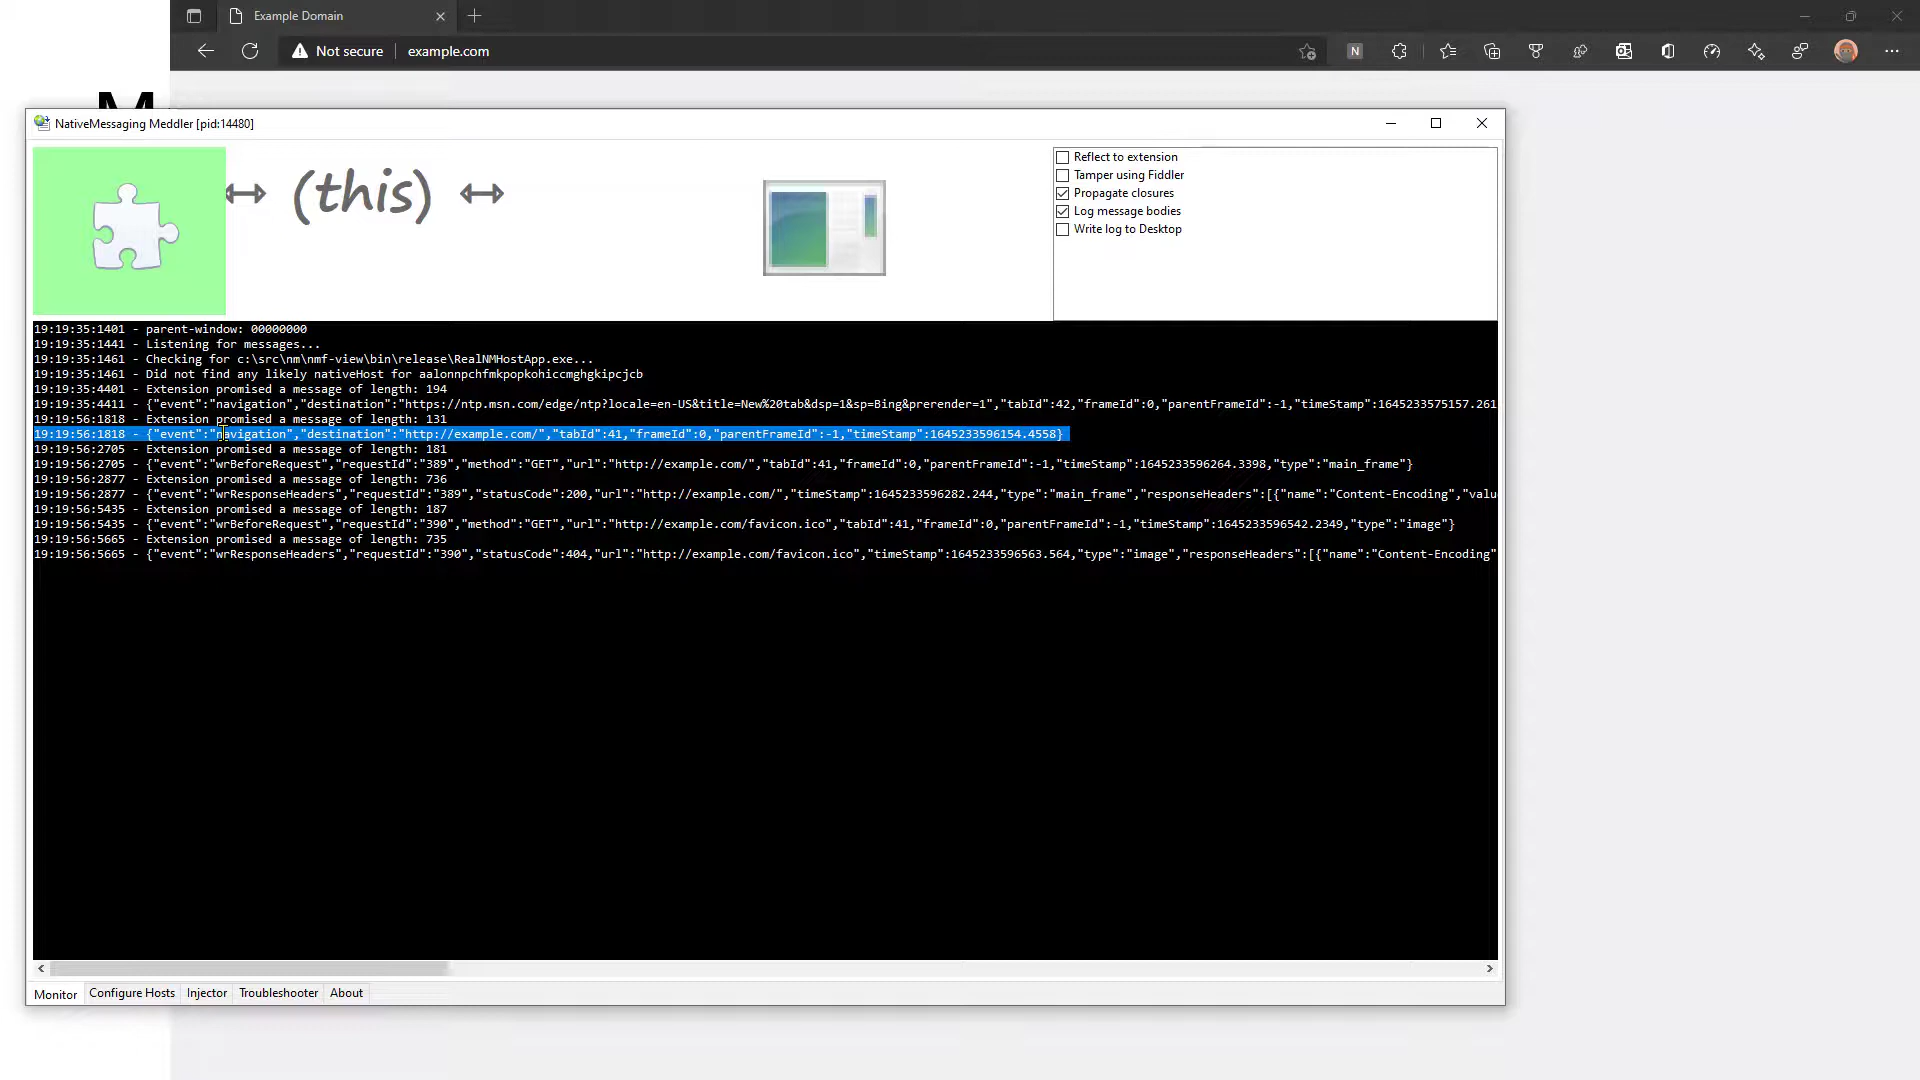 Example Domain
Not secure
example.com
N
M
NativeMessaging Meddler [pid:14480]
↔ (this) ↔
Reflect to extension
Tamper using Fiddler
Propagate closures
Log message bodies
Write log to Desktop
19:19:35:1401 - parent-window: 00000000
19:19:35:1441 - Listening for messages...
19:19:35:1461 - Checking for c:\src\nm\nmf-view\bin\release\RealNMHostApp.exe...
19:19:35:1461 - Did not find any likely nativeHost for aalonnpchfmkpopkohiccmghgkipcjcb
19:19:35:4401 - Extension promised a message of length: 194
19:19:35:4411 - {"event":"navigation","destination":"https://ntp.msn.com/edge/ntp?locale=en-US&title=New%20tab&dsp=1&sp=Bing&prerender=1","tabId":42,"frameId":0,"parentFrameId":-1,"timeStamp":1645233575157.261
19:19:56:1818 - Extension promised a message of length: 131
19:19:56:1818 - {"event":"navigation","destination":"http://example.com/","tabId":41,"frameId":0,"parentFrameId":-1,"timeStamp":1645233596154.4558}
19:19:56:2705 - Extension promised a message of length: 181
19:19:56:2705 - {"event":"wrBeforeRequest","requestId":"389","method":"GET","url":"http://example.com/","tabId":41,"frameId":0,"parentFrameId":-1,"timeStamp":1645233596264.3398,"type":"main_frame"}
19:19:56:2877 - Extension promised a message of length: 736
19:19:56:2877 - {"event":"wrResponseHeaders","requestId":"389","statusCode":200,"url":"http://example.com/","timeStamp":1645233596282.244,"type":"main_frame","responseHeaders":[{"name":"Content-Encoding","valu
19:19:56:5435 - Extension promised a message of length: 187
19:19:56:5435 - {"event":"wrBeforeRequest","requestId":"390","method":"GET","url":"http://example.com/favicon.ico","tabId":41,"frameId":0,"parentFrameId":-1,"timeStamp":1645233596542.2349,"type":"image"}
19:19:56:5665 - Extension promised a message of length: 735
19:19:56:5665 - {"event":"wrResponseHeaders","requestId":"390","statusCode":404,"url":"http://example.com/favicon.ico","timeStamp":1645233596563.564,"type":"image","responseHeaders":[{"name":"Content-Encoding"
Monitor
Configure Hosts
Injector
Troubleshooter
About